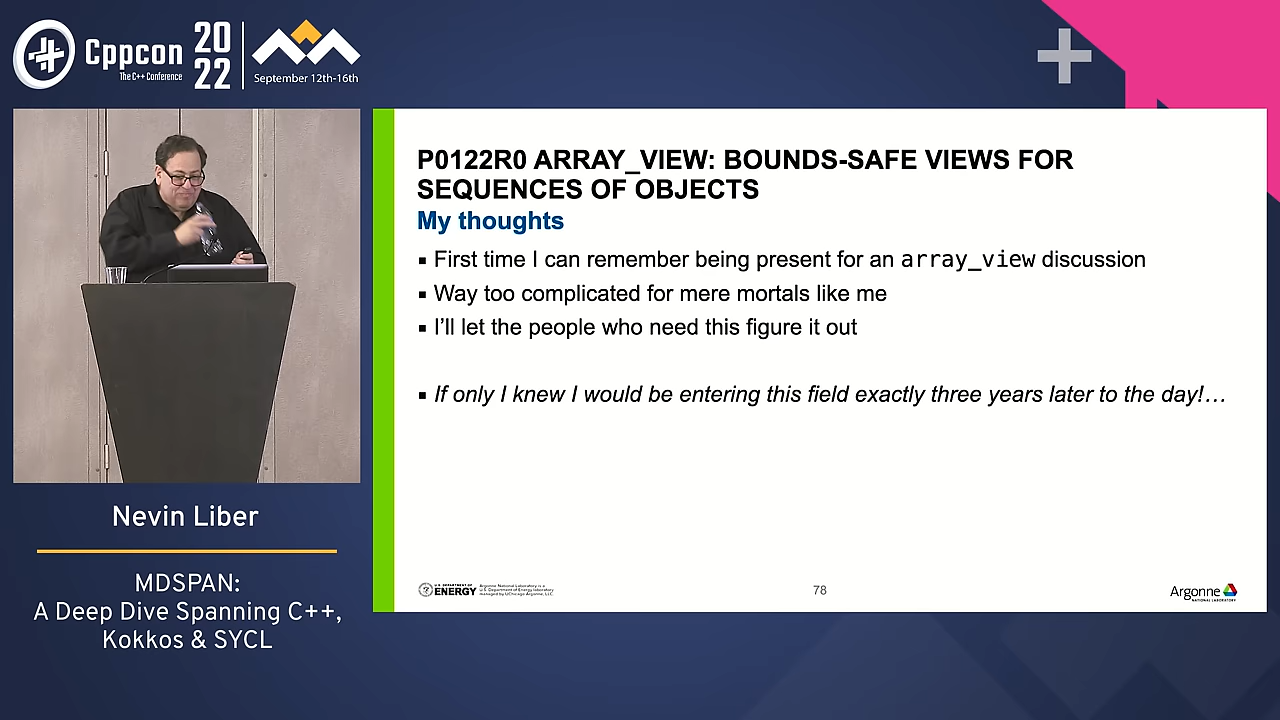 Cppcon
The C++ Conference
20
22
September 12th-16th
P0122R0 ARRAY_VIEW: BOUNDS-SAFE VIEWS FOR
SEQUENCES OF OBJECTS
My thoughts
▪ First time I can remember being present for an array_view discussion
▪ Way too complicated for mere mortals like me
▪ I'll let the people who need this figure it out
▪ If only I knew I would be entering this field exactly three years later to the day!…
Nevin Liber
MDSPAN:
A Deep Dive Spanning C++,
Kokkos & SYCL
U.S. DEPARTMENT OF
ENERGY
Argonne National Laboratory is a
U.S. Department of Energy laboratory
managed by UChicago Argonne, LLC.
78
Argonne
NATIONAL LABORATORY